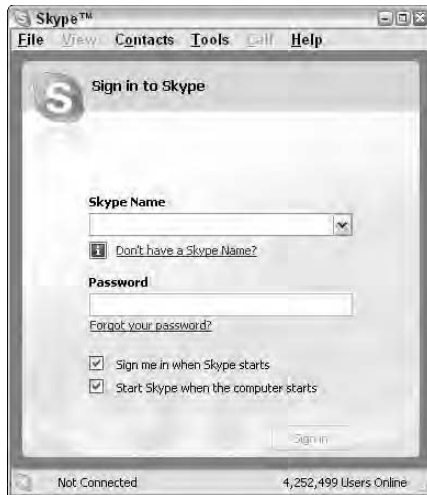 Skype™
File View Contacts Tools Call Help
S Sign in to Skype
Skype Name
Don't have a Skype Name?
Password
Forgot your password?
Sign me in when Skype starts
Start Skype when the computer starts
Sign in
Not Connected 4,252,499 Users Online